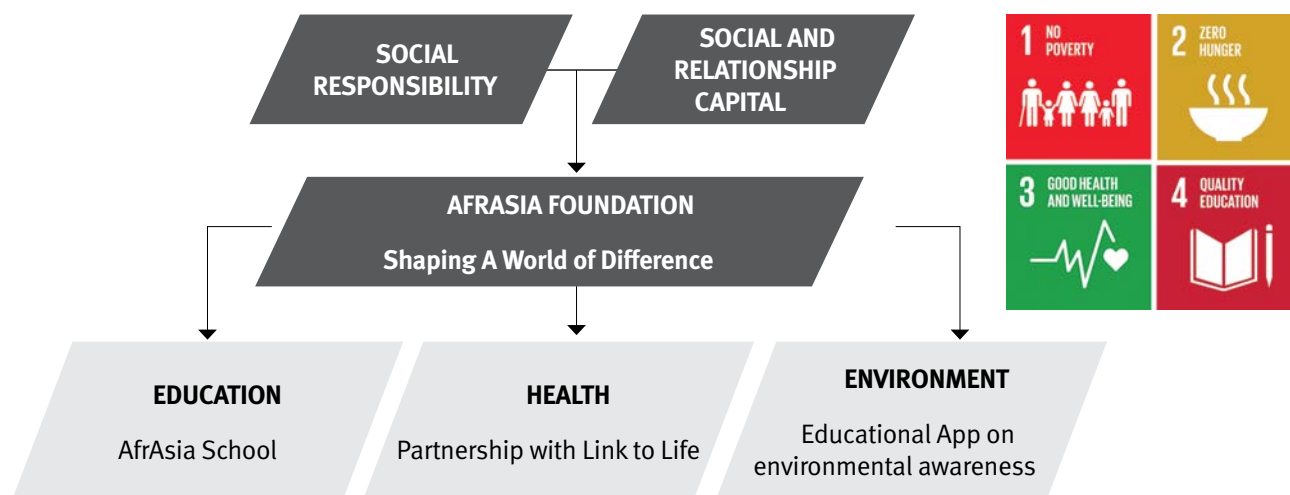 SOCIAL
RESPONSIBILITY
SOCIAL AND
RELATIONSHIP
CAPITAL
AFRASIA FOUNDATION
Shaping A World of Difference
EDUCATION
AfrAsia School
HEALTH
Partnership with Link to Life
ENVIRONMENT
Educational App on
environmental awareness
1 NO
POVERTY
2 ZERO
HUNGER
3 GOOD HEALTH
AND WELL-BEING
4 QUALITY
EDUCATION